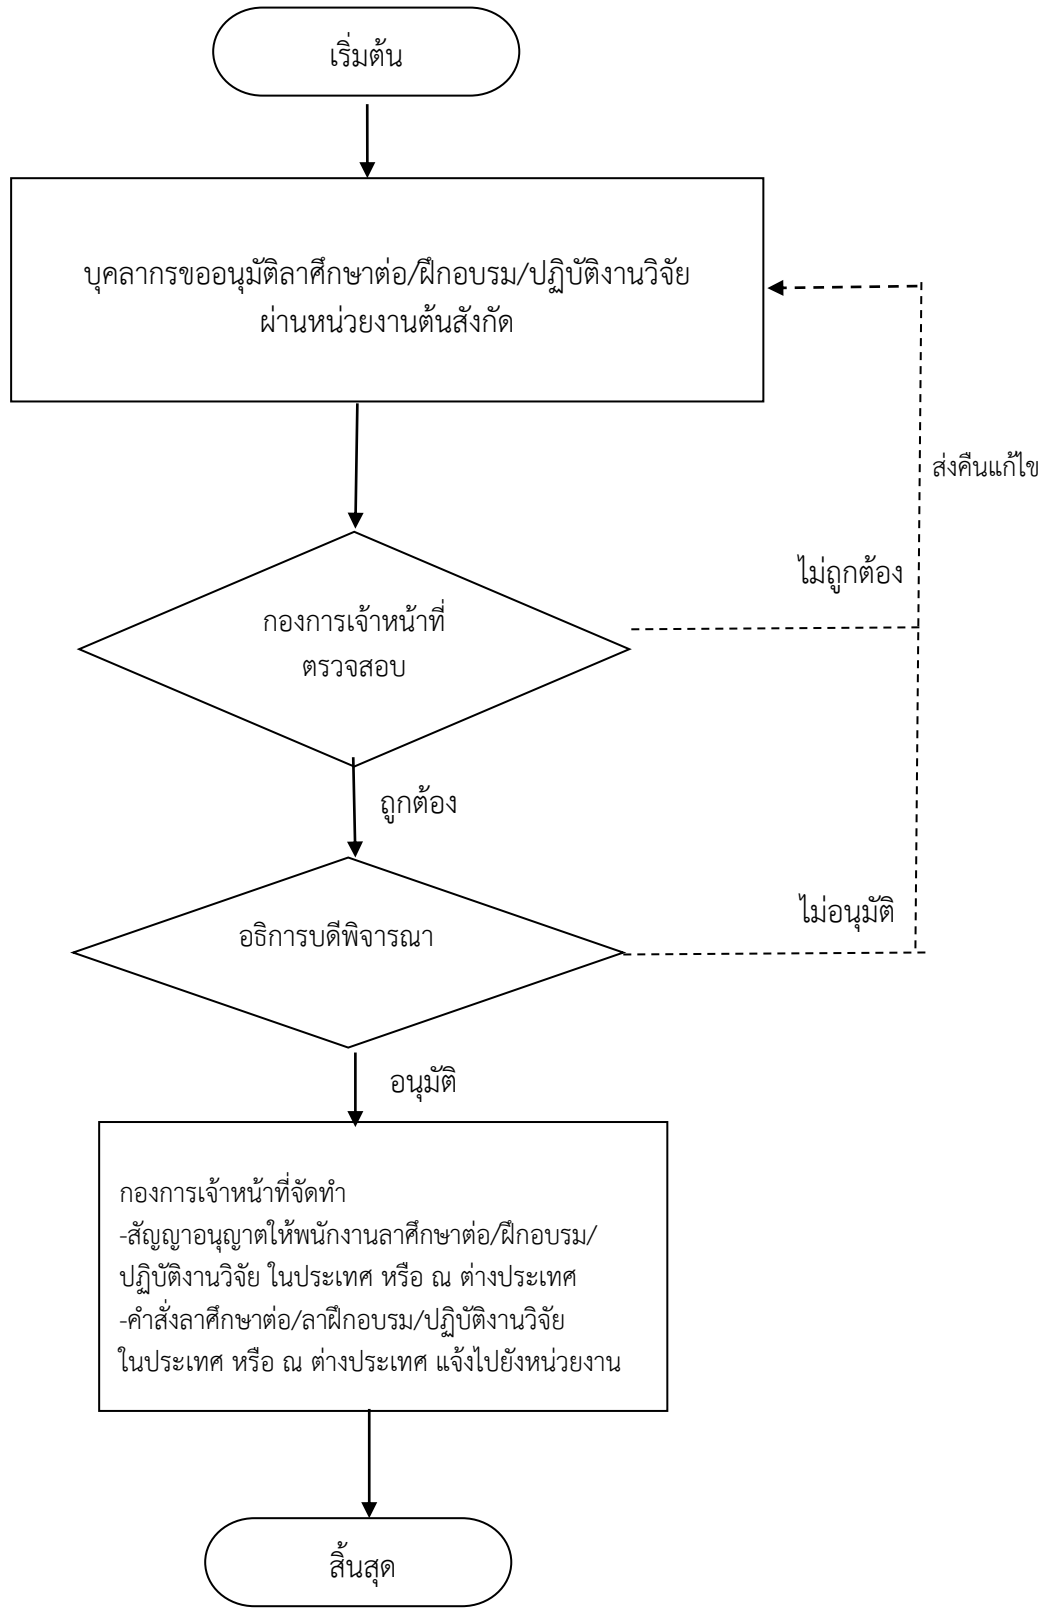 เริ่มต้น
บุคลากรขออนุมัติลาศึกษาต่อ/ฝึกอบรม/ปฏิบัติงานวิจัย
ผ่านหน่วยงานต้นสังกัด
ส่งคืนแก้ไข
ไม่ถูกต้อง
กองการเจ้าหน้าที่
ตรวจสอบ
ถูกต้อง
ไม่อนุมัติ
อธิการบดีพิจารณา
อนุมัติ
กองการเจ้าหน้าที่จัดทำ
-สัญญาอนุญาตให้พนักงานลาศึกษาต่อ/ฝึกอบรม/
ปฏิบัติงานวิจัย ในประเทศ หรือ ณ ต่างประเทศ
-คำสั่งลาศึกษาต่อ/ลาฝึกอบรม/ปฏิบัติงานวิจัย
ในประเทศ หรือ ณ ต่างประเทศ แจ้งไปยังหน่วยงาน
สิ้นสุด